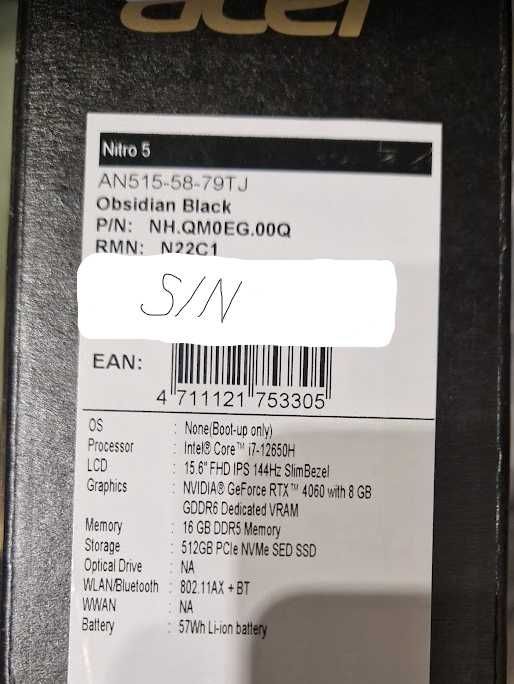 acer
Nitro 5
AN515-58-79TJ
Obsidian Black
P/N: NH.QM0EG.00Q
RMN: N22C1
S/N
EAN:
4 711121 753305
OS : None(Boot-up only)
Processor : Intel® Core™ i7-12650H
LCD : 15.6" FHD IPS 144Hz SlimBezel
Graphics : NVIDIA® GeForce RTX™ 4060 with 8 GB
GDDR6 Dedicated VRAM
Memory : 16 GB DDR5 Memory
Storage : 512GB PCIe NVMe SED SSD
Optical Drive : NA
WLAN/Bluetooth : 802.11AX + BT
WWAN : NA
Battery : 57Wh Li-ion battery